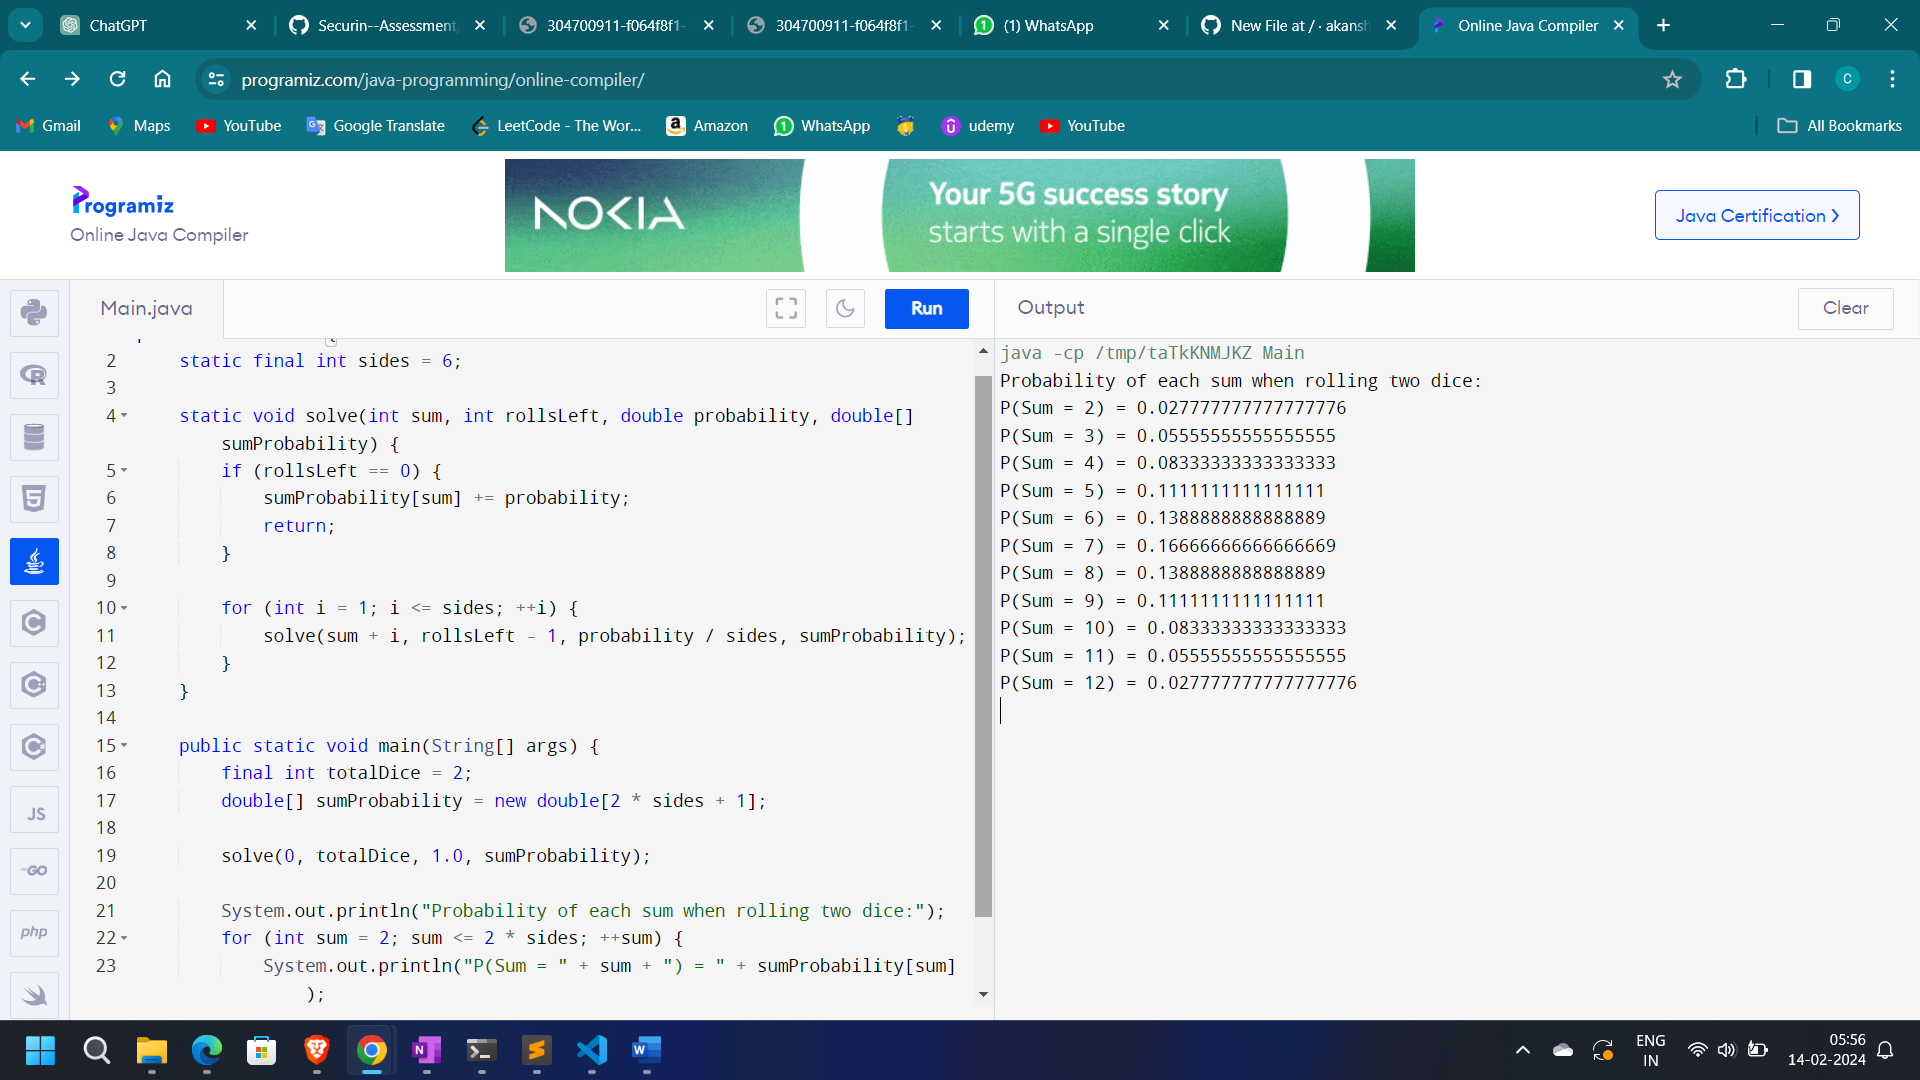 ChatGPT
Securin--Assessment
304700911-f064f8f1-
304700911-f064f8f1-
(1) WhatsApp
New File at / · akansh
Online Java Compiler
programiz.com/java-programming/online-compiler/
C
Gmail
Maps
YouTube
Google Translate
LeetCode - The Wor...
Amazon
WhatsApp
udemy
YouTube
All Bookmarks
Programiz
Online Java Compiler
NOKIA
Your 5G success story
starts with a single click
Java Certification ❯
Main.java
Run
Output
Clear
2 static final int sides = 6;
3
4 static void solve(int sum, int rollsLeft, double probability, double[]
sumProbability) {
5 if (rollsLeft == 0) {
6 sumProbability[sum] += probability;
7 return;
8 }
9
10 for (int i = 1; i <= sides; ++i) {
11 solve(sum + i, rollsLeft - 1, probability / sides, sumProbability);
12 }
13 }
14
15 public static void main(String[] args) {
16 final int totalDice = 2;
17 double[] sumProbability = new double[2 * sides + 1];
18
19 solve(0, totalDice, 1.0, sumProbability);
20
21 System.out.println("Probability of each sum when rolling two dice:");
22 for (int sum = 2; sum <= 2 * sides; ++sum) {
23 System.out.println("P(Sum = " + sum + ") = " + sumProbability[sum]
);
java -cp /tmp/taTkKNMJKZ Main
Probability of each sum when rolling two dice:
P(Sum = 2) = 0.027777777777777776
P(Sum = 3) = 0.05555555555555555
P(Sum = 4) = 0.08333333333333333
P(Sum = 5) = 0.1111111111111111
P(Sum = 6) = 0.1388888888888889
P(Sum = 7) = 0.16666666666666669
P(Sum = 8) = 0.1388888888888889
P(Sum = 9) = 0.1111111111111111
P(Sum = 10) = 0.08333333333333333
P(Sum = 11) = 0.05555555555555555
P(Sum = 12) = 0.027777777777777776
JS
GO
php
ENG
IN
05:56
14-02-2024